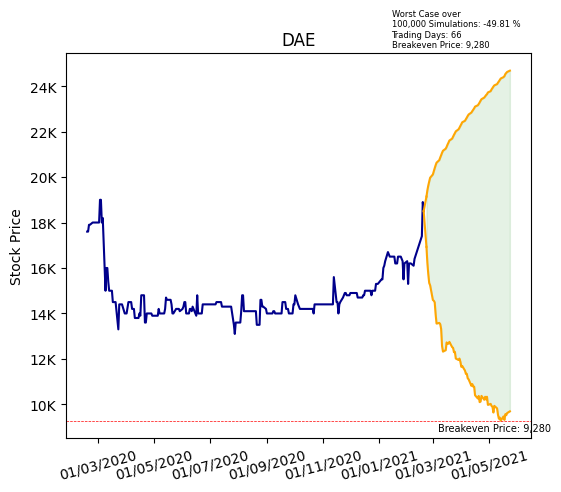 Worst Case over
100,000 Simulations: -49.81 %
Trading Days: 66
Breakeven Price: 9,280
DAE
Stock Price
24K
22K
20K
18K
16K
14K
12K
10K
Breakeven Price: 9,280
01/03/2020
01/05/2020
01/07/2020
01/09/2020
01/11/2020
01/01/2021
01/03/2021
01/05/2021